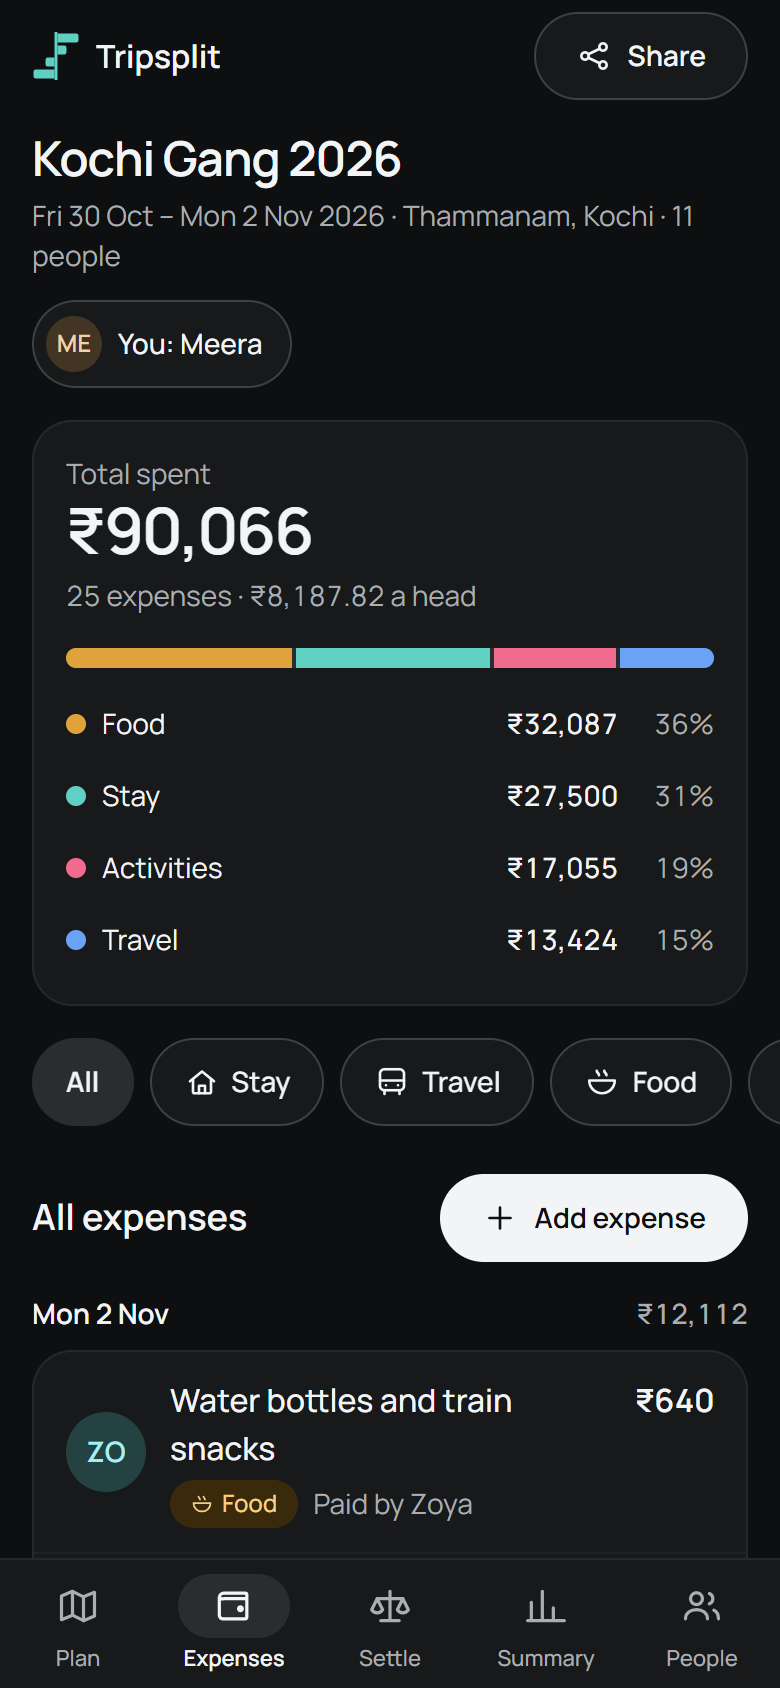 Tripsplit
Share
Kochi Gang 2026
Fri 30 Oct – Mon 2 Nov 2026 · Thammanam, Kochi · 11
people
ME
You: Meera
Total spent
₹90,066
25 expenses · ₹8,187.82 a head
Food ₹32,087 36%
Stay ₹27,500 31%
Activities ₹17,055 19%
Travel ₹13,424 15%
All
Stay
Travel
Food
All expenses
Add expense
Mon 2 Nov ₹12,112
Water bottles and train ₹640
snacks
ZO
Food Paid by Zoya
Plan
Expenses
Settle
Summary
People